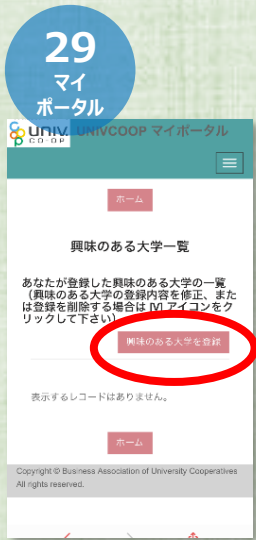 29
マイ
ポータル
univ.
CO-OP
UNIVCOOP マイポータル
ホーム
興味のある大学一覧
あなたが登録した興味のある大学の一覧
（興味のある大学の登録内容を修正、また
は登録を削除する場合は [V] アイコンをク
リックして下さい）
興味のある大学を登録
表示するレコードはありません。
ホーム
Copyright © Business Association of University Cooperatives
All rights reserved.